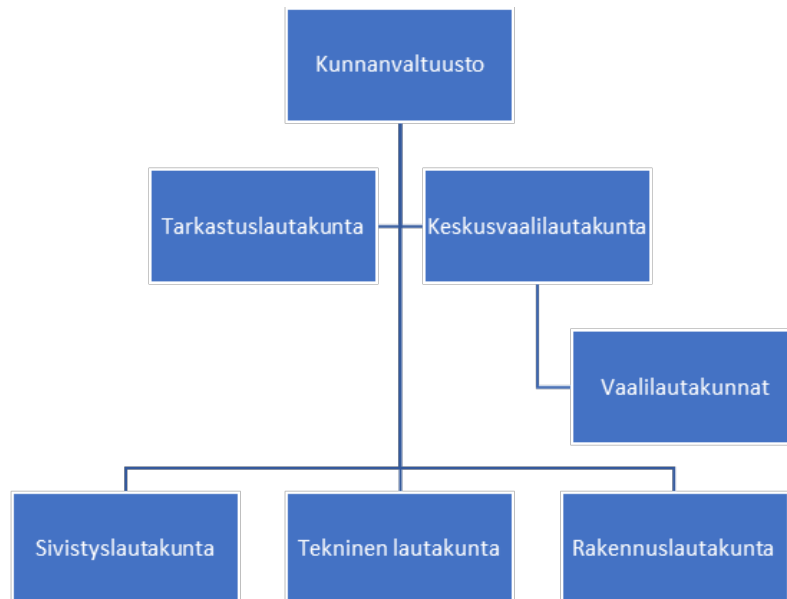 Kunnanvaltuusto
Tarkastuslautakunta
Keskusvaalilautakunta
Vaalilautakunnat
Sivistyslautakunta
Tekninen lautakunta
Rakennuslautakunta